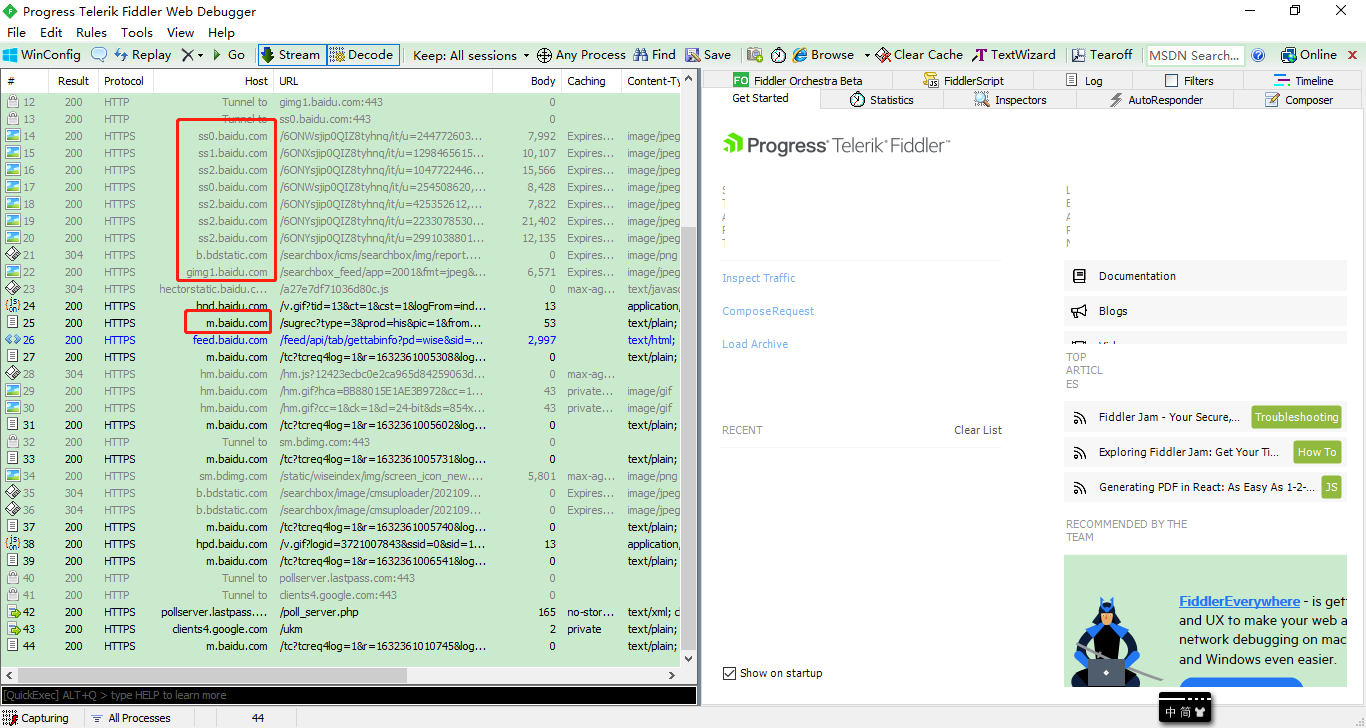 Progress Telerik Fiddler Web Debugger
File Edit Rules Tools View Help
WinConfig Replay Go Stream Decode Keep: All sessions Any Process Find Save Browse Clear Cache TextWizard Tearoff MSDN Search... Online
# Result Protocol Host URL Body Caching Content-Ty
12 200 HTTP Tunnel to gimg1.baidu.com:443 0
13 200 HTTP Tunnel to ss0.baidu.com:443 0
14 200 HTTPS ss0.baidu.com /6ONWsjip0QIZ8tyhnq/it/u=244772603... 7,992 Expires... image/jpeg
15 200 HTTPS ss1.baidu.com /6ONXsjip0QIZ8tyhnq/it/u=1298465615... 10,107 Expires... image/jpeg
16 200 HTTPS ss2.baidu.com /6ONYsjip0QIZ8tyhnq/it/u=1047722446... 15,566 Expires... image/jpeg
17 200 HTTPS ss0.baidu.com /6ONWsjip0QIZ8tyhnq/it/u=254508620,... 8,428 Expires... image/jpeg
18 200 HTTPS ss2.baidu.com /6ONYsjip0QIZ8tyhnq/it/u=425352612,... 7,822 Expires... image/jpeg
19 200 HTTPS ss2.baidu.com /6ONYsjip0QIZ8tyhnq/it/u=2233078530... 21,402 Expires... image/jpeg
20 200 HTTPS ss2.baidu.com /6ONYsjip0QIZ8tyhnq/it/u=2991038801... 12,135 Expires... image/jpeg
21 304 HTTPS b.bdstatic.com /searchbox/icms/searchbox/img/report.... 0 Expires... image/png
22 200 HTTPS gimg1.baidu.com /searchbox_feed/app=2001&fmt=jpeg&... 6,571 Expires... image/jpeg
23 304 HTTPS hectorstatic.baidu.c... /a27e7df71036d80c.js 0 max-ag... text/javasc
24 200 HTTPS hpd.baidu.com /v.gif?tid=13&ct=1&cst=1&logFrom=ind... 13 application,
25 200 HTTPS m.baidu.com /sugrec?type=3&prod=his&pic=1&from... 53 text/plain;
26 200 HTTPS feed.baidu.com /feed/api/tab/gettabinfo?pd=wise&sid=... 2,997 text/html;
27 200 HTTPS m.baidu.com /tc?tcreq4log=1&r=1632361005308&log... 0 text/plain;
28 304 HTTPS hm.baidu.com /hm.js?12423ecbc0e2ca965d84259063d... 0 max-ag...
29 200 HTTPS hm.baidu.com /hm.gif?hca=BB88015E1AE3B972&cc=1... 43 private... image/gif
30 200 HTTPS hm.baidu.com /hm.gif?cc=1&ck=1&cl=24-bit&ds=854x... 43 private... image/gif
31 200 HTTPS m.baidu.com /tc?tcreq4log=1&r=1632361005602&log... 0 text/plain;
32 200 HTTP Tunnel to sm.bdimg.com:443 0
33 200 HTTPS m.baidu.com /tc?tcreq4log=1&r=1632361005731&log... 0 text/plain;
34 200 HTTPS sm.bdimg.com /static/wiseindex/img/screen_icon_new.... 5,801 max-ag... image/png
35 304 HTTPS b.bdstatic.com /searchbox/image/cmsuploader/202109... 0 Expires... image/jpeg
36 304 HTTPS b.bdstatic.com /searchbox/image/cmsuploader/202109... 0 Expires... image/jpeg
37 200 HTTPS m.baidu.com /tc?tcreq4log=1&r=1632361005740&log... 0 text/plain;
38 200 HTTPS hpd.baidu.com /v.gif?logid=3721007843&ssid=0&sid=1... 13 application,
39 200 HTTPS m.baidu.com /tc?tcreq4log=1&r=1632361006541&log... 0 text/plain;
40 200 HTTP Tunnel to pollserver.lastpass.com:443 0
41 200 HTTP Tunnel to clients4.google.com:443 0
42 200 HTTPS pollserver.lastpass.... /poll_server.php 165 no-stor... text/xml; c
43 200 HTTPS clients4.google.com /ukm 2 private text/plain;
44 200 HTTPS m.baidu.com /tc?tcreq4log=1&r=1632361010745&log... 0 text/plain;
[QuickExec] ALT+Q > type HELP to learn more
Capturing All Processes 44
FO Fiddler Orchestra Beta FiddlerScript Log Filters Timeline
Get Started Statistics Inspectors AutoResponder Composer
Progress Telerik Fiddler™
Inspect Traffic
Compose Request
Load Archive
RECENT Clear List
Show on startup
Documentation
Blogs
TOP
ARTICL
ES
Fiddler Jam - Your Secure,... Troubleshooting
Exploring Fiddler Jam: Get Your Ti... How To
Generating PDF in React: As Easy As 1-2-... JS
RECOMMENDED BY THE
TEAM
FiddlerEverywhere - is get
and UX to make your web a
network debugging on mac
and Windows even easier.
中 简